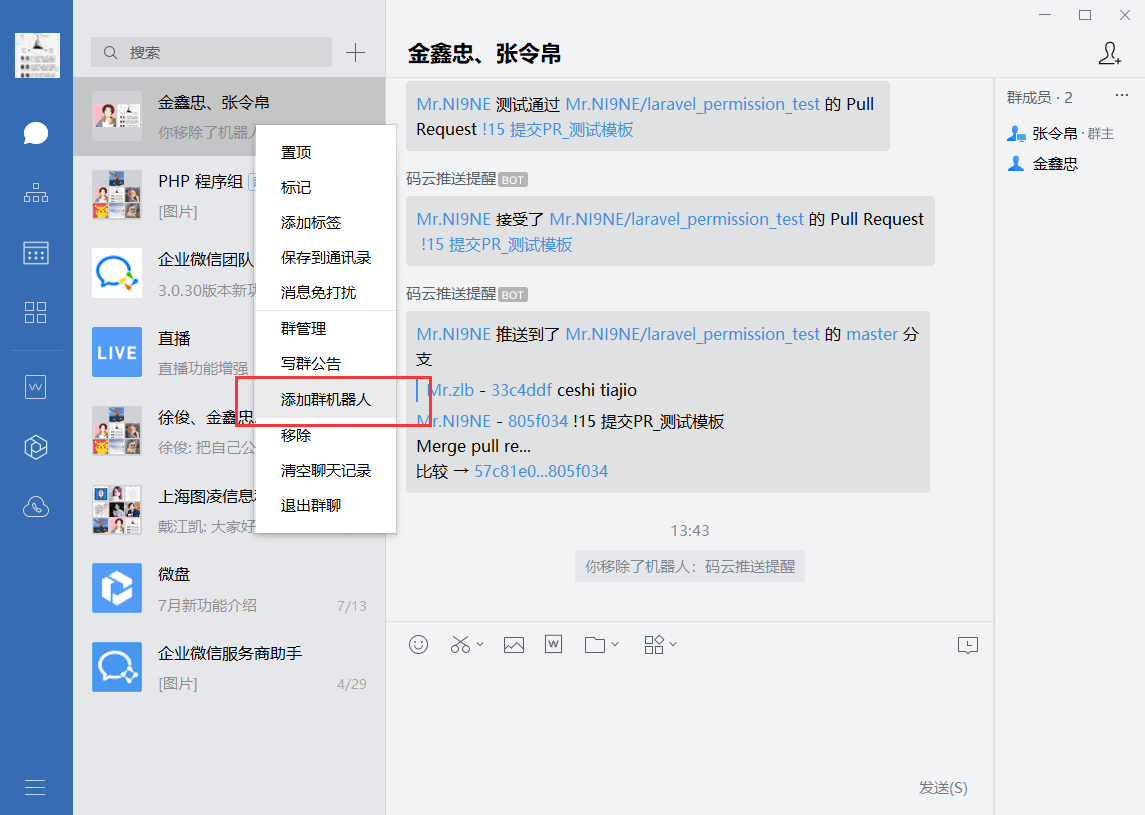 搜索
金鑫忠、张令帛
你移除了机器人
PHP 程序组
[图片]
企业微信团队
3.0.30版本新功
LIVE
直播
直播功能增强
徐俊、金鑫忠
徐俊: 把自己公
上海图凌信息
戴江凯: 大家好
微盘
7月新功能介绍
7/13
企业微信服务商助手
[图片]
4/29
置顶
标记
添加标签
保存到通讯录
消息免打扰
群管理
写群公告
添加群机器人
移除
清空聊天记录
退出群聊
金鑫忠、张令帛
Mr.NI9NE 测试通过 Mr.NI9NE/laravel_permission_test 的 Pull
Request !15 提交PR_测试模板
码云推送提醒 BOT
Mr.NI9NE 接受了 Mr.NI9NE/laravel_permission_test 的 Pull Request
!15 提交PR_测试模板
码云推送提醒 BOT
Mr.NI9NE 推送到了 Mr.NI9NE/laravel_permission_test 的 master 分
支
Mr.zlb - 33c4ddf ceshi tiajio
Mr.NI9NE - 805f034 !15 提交PR_测试模板
Merge pull re...
比较 → 57c81e0...805f034
13:43
你移除了机器人：码云推送提醒
W
发送(S)
群成员 · 2
张令帛 · 群主
金鑫忠